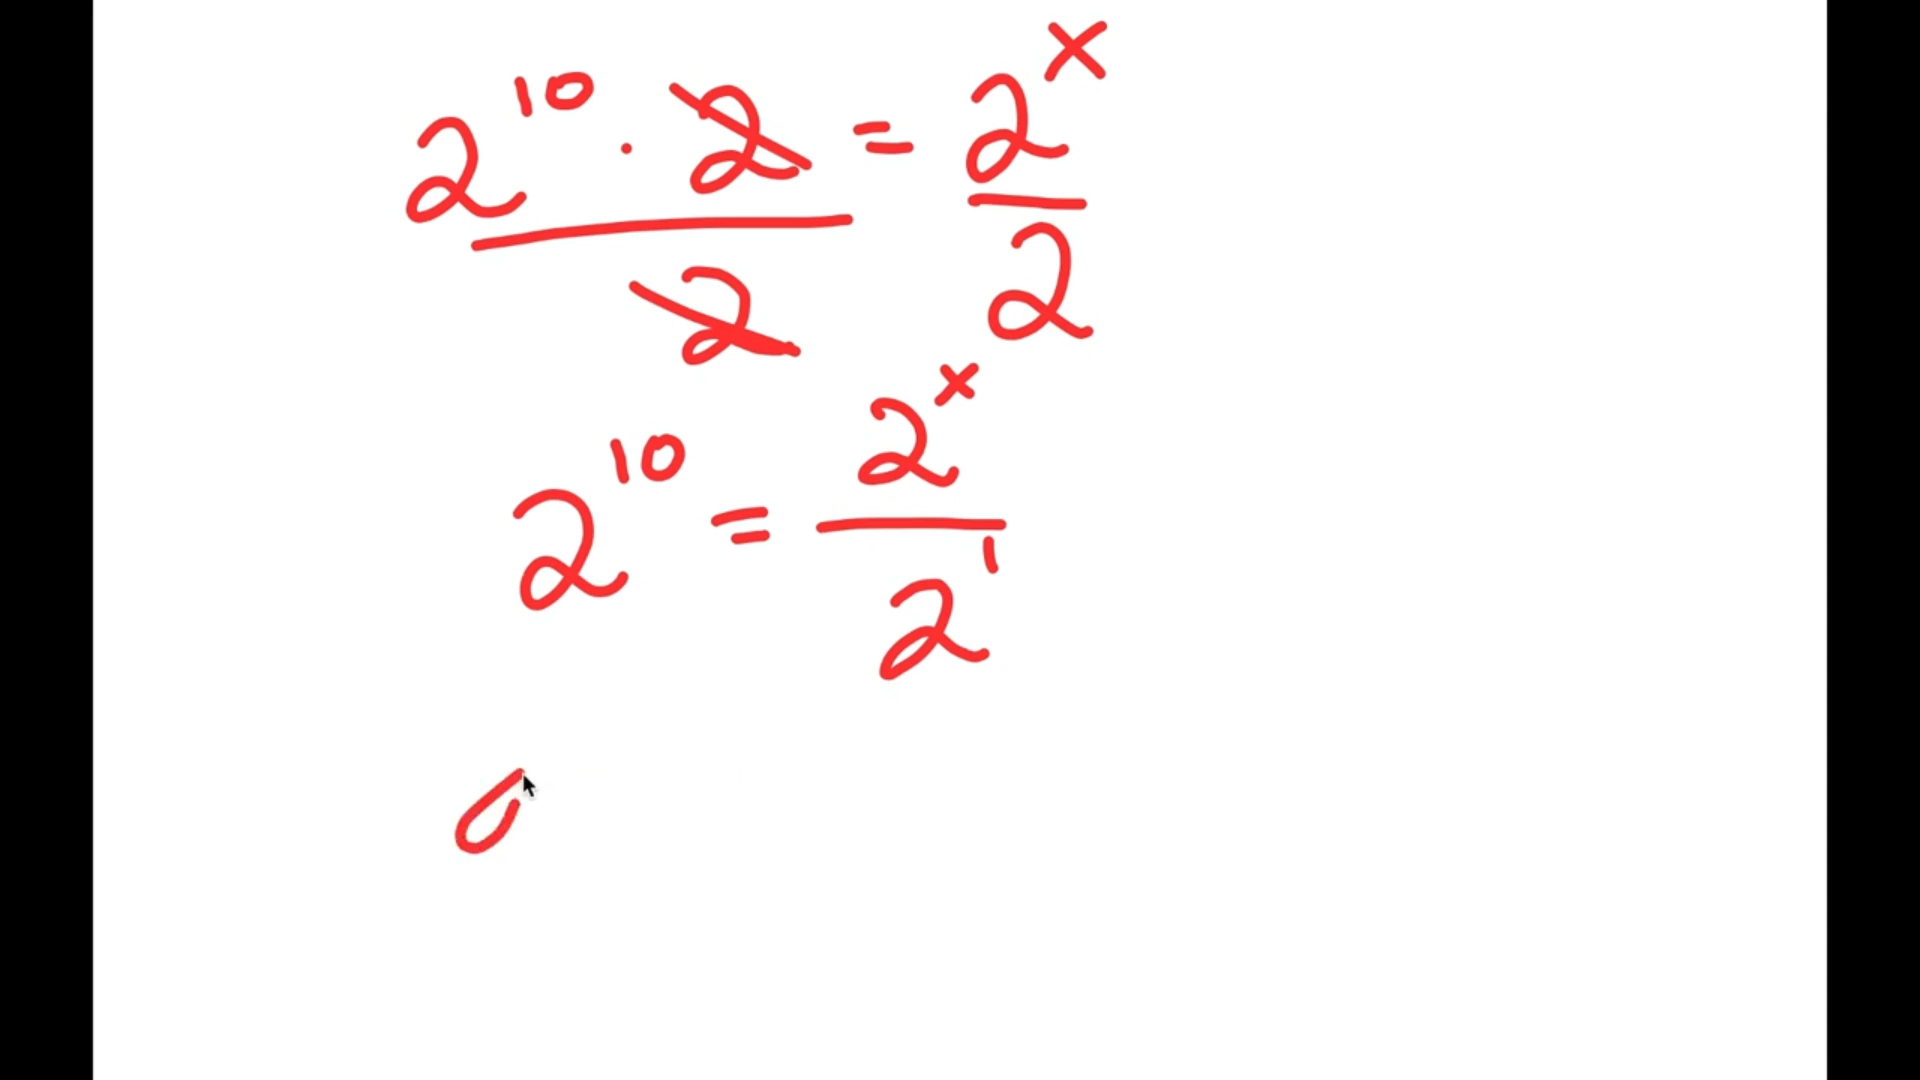 2^10 · 2 / 2 = 2^x / 2
2^10 = 2^x / 2^1